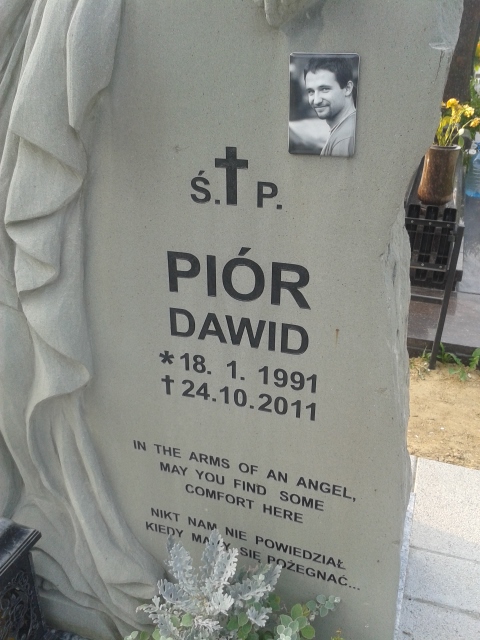 Ś. P.
PIÓR
DAWID
* 18. 1. 1991
† 24.10.2011
IN THE ARMS OF AN ANGEL,
MAY YOU FIND SOME
COMFORT HERE
NIKT NAM NIE POWIEDZIAŁ
KIEDY MAMY SIĘ POŻEGNAĆ...